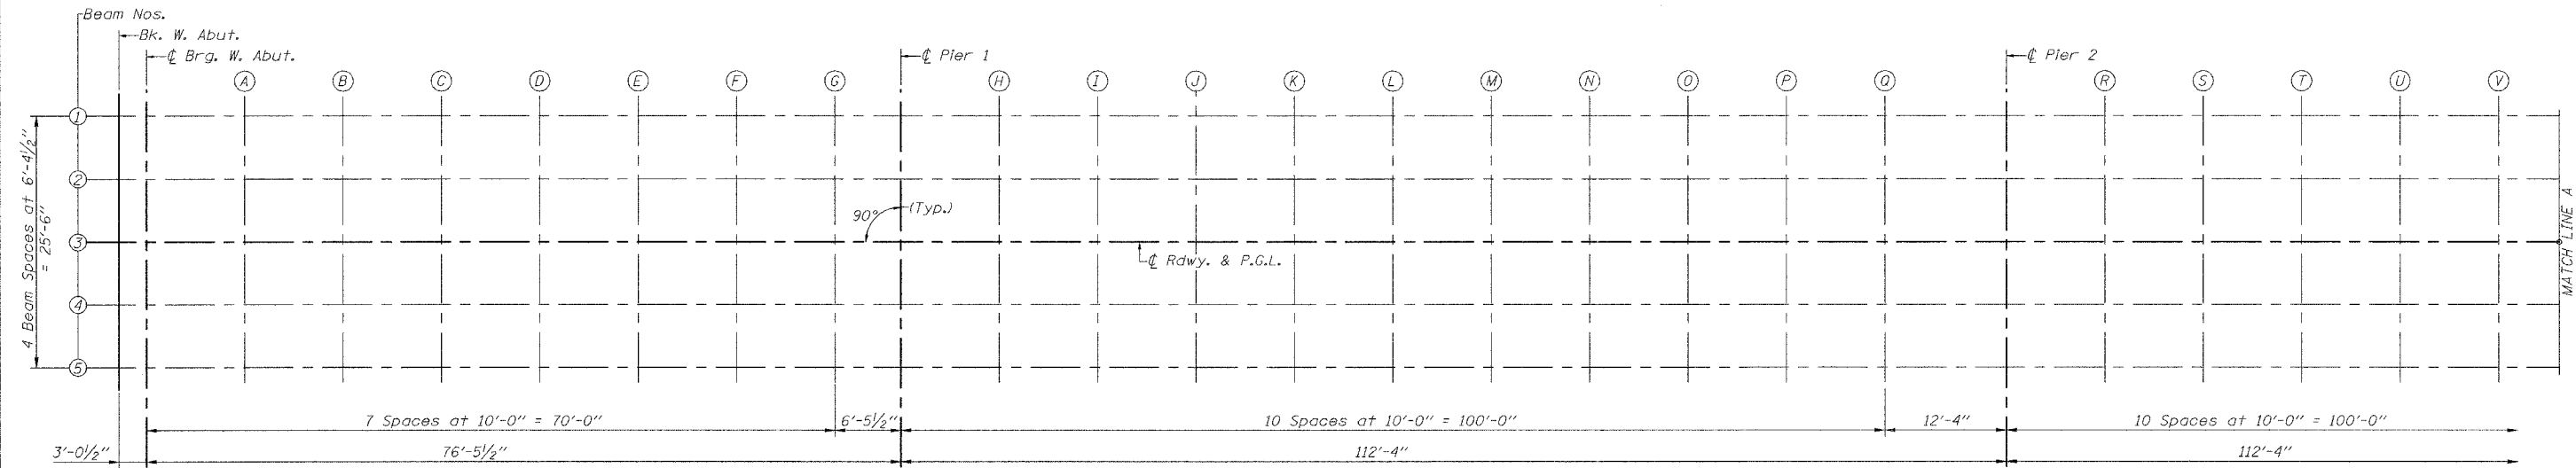 Beam Nos.
Bk. W. Abut.
℄ Brg. W. Abut.
℄ Pier 1
℄ Pier 2
A B C D E F G H I J K L M N O P Q R S T U V
1
2
3
4
5
4 Beam Spaces at 6'-4½"
= 25'-6"
90°
(Typ.)
℄ Rdwy. & P.G.L.
MATCH LINE A
7 Spaces at 10'-0" = 70'-0"
6'-5½"
10 Spaces at 10'-0" = 100'-0"
12'-4"
10 Spaces at 10'-0" = 100'-0"
3'-0½"
76'-5½"
112'-4"
112'-4"